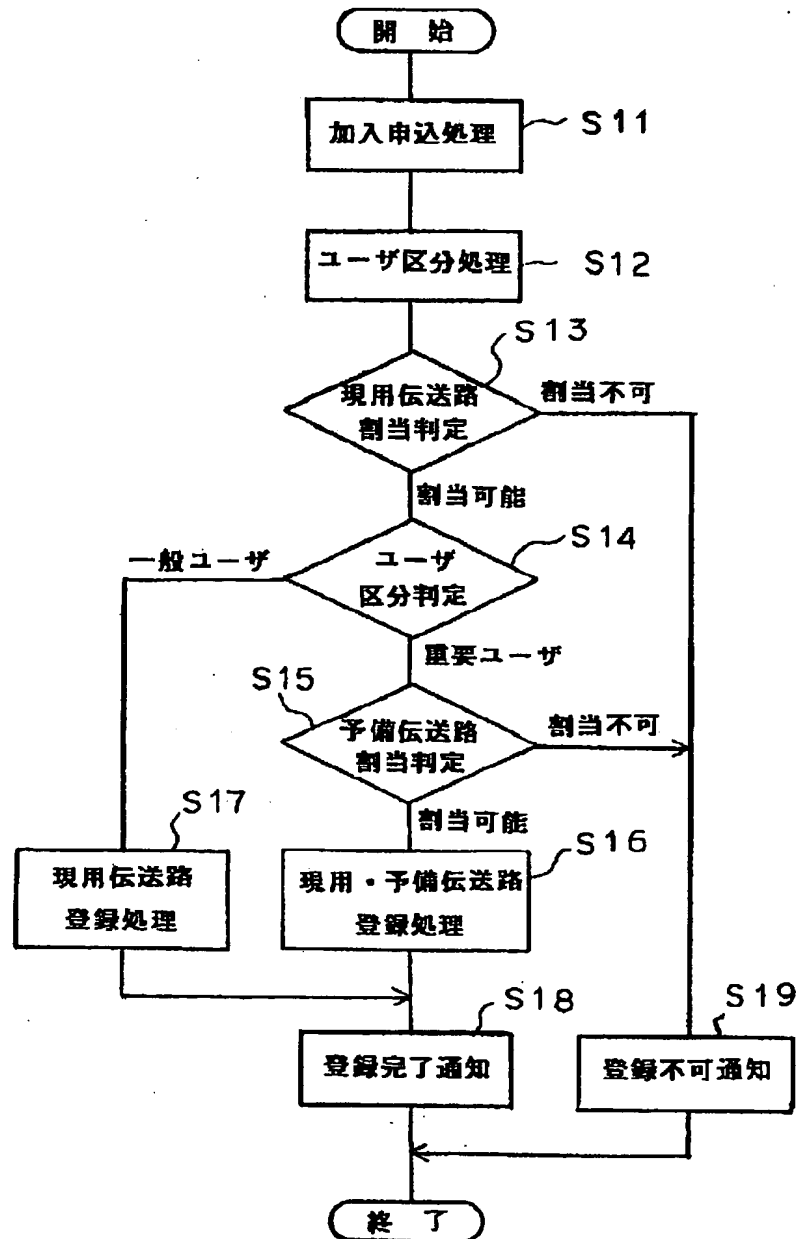 開 始
加入申込処理
S11
ユーザ区分処理
S12
S13
現用伝送路
割当判定
割当不可
割当可能
S14
一般ユーザ
ユーザ
区分判定
重要ユーザ
S15
予備伝送路
割当判定
割当不可
割当可能
S17
現用伝送路
登録処理
S16
現用・予備伝送路
登録処理
S18
登録完了通知
S19
登録不可通知
終 了